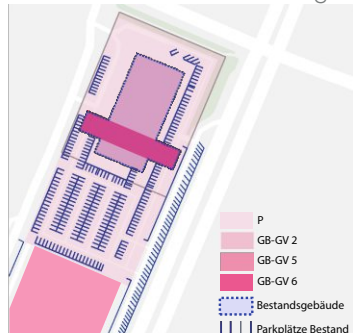 P
GB-GV 2
GB-GV 5
GB-GV 6
Bestandsgebäude
Parkplätze Bestand